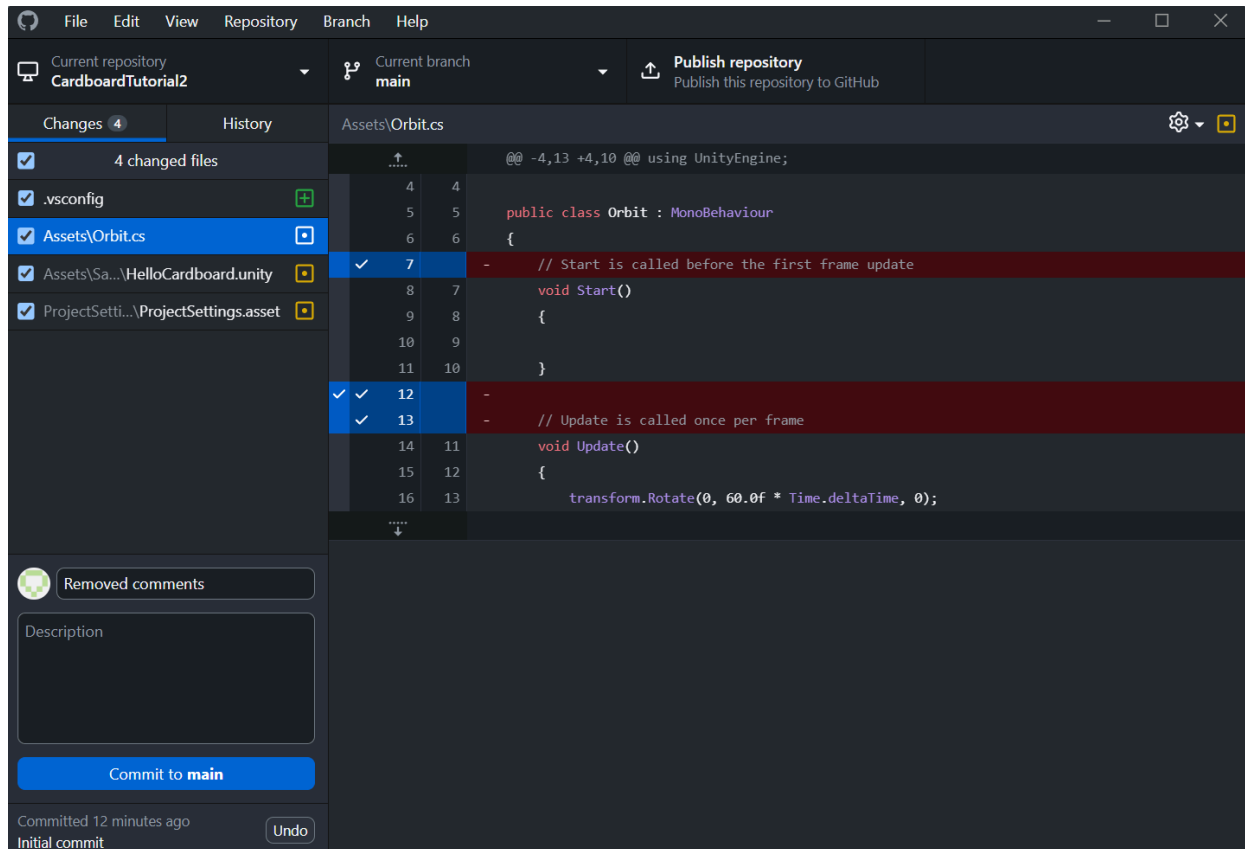 File Edit View Repository Branch Help
Current repository
CardboardTutorial2
Current branch
main
Publish repository
Publish this repository to GitHub
Changes 4 History
4 changed files
.vsconfig
Assets\Orbit.cs
Assets\Sa...\HelloCardboard.unity
ProjectSetti...\ProjectSettings.asset
Removed comments
Description
Commit to main
Committed 12 minutes ago
Initial commit
Undo
Assets\Orbit.cs
@@ -4,13 +4,10 @@ using UnityEngine;
4 4
5 5 public class Orbit : MonoBehaviour
6 6 {
7 - // Start is called before the first frame update
8 7 void Start()
9 8 {
10 9
11 10 }
12 -
13 - // Update is called once per frame
14 11 void Update()
15 12 {
16 13 transform.Rotate(0, 60.0f * Time.deltaTime, 0);